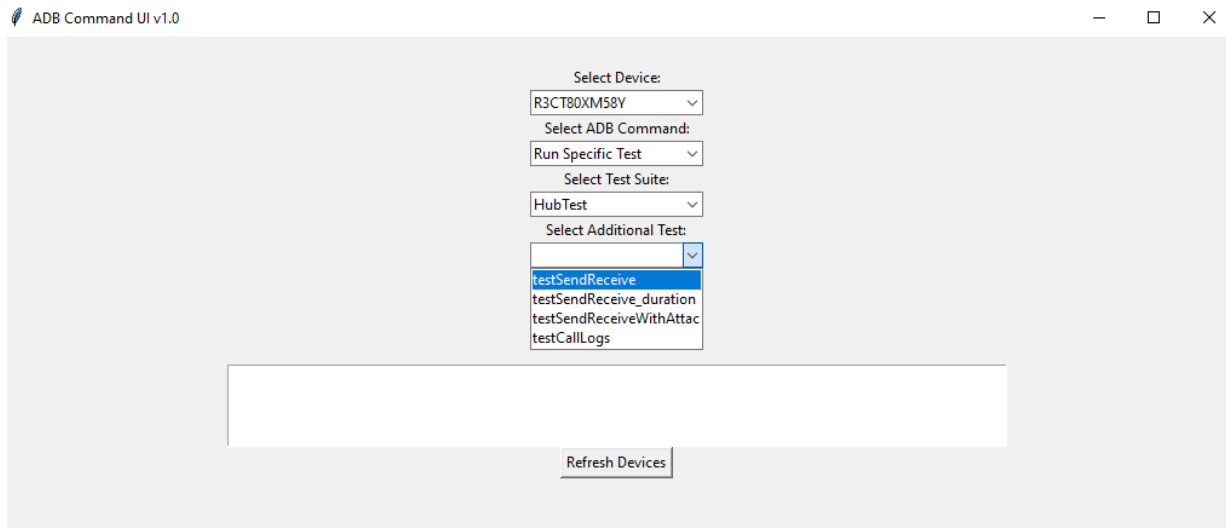 ADB Command UI v1.0
Select Device:
R3CT80XM58Y
Select ADB Command:
Run Specific Test
Select Test Suite:
HubTest
Select Additional Test:
testSendReceive
testSendReceive_duration
testSendReceiveWithAttac
testCallLogs
Refresh Devices